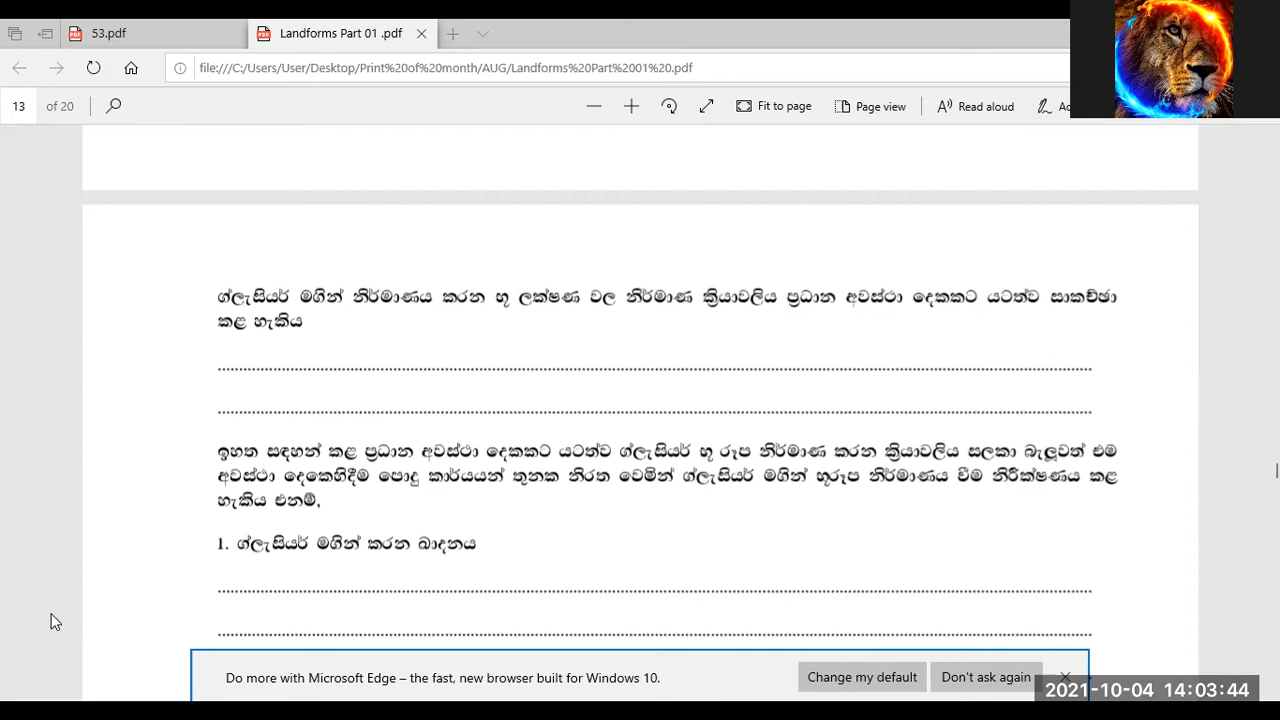 53.pdf
Landforms Part 01 .pdf
file:///C:/Users/User/Desktop/Print%20of%20month/AUG/Landforms%20Part%2001%20.pdf
13 of 20
Fit to page
Page view
Read aloud
ග්ලැසියර් මගින් නිර්මාණය කරන භූ ලක්ෂණ වල නිර්මාණ ක්‍රියාවලිය ප්‍රධාන අවස්ථා දෙකකට යටත්ව සාකච්ඡා
කළ හැකිය
ඉහත සඳහන් කළ ප්‍රධාන අවස්ථා දෙකකට යටත්ව ග්ලැසියර් භූ රූප නිර්මාණ කරන ක්‍රියාවලිය සලකා බැලූවත් එම
අවස්ථා දෙකෙහිදීම පොදු කාර්යයන් තුනක නිරත වෙමින් ග්ලැසියර් මගින් භූරූප නිර්මාණය වීම නිරීක්ෂණය කළ
හැකිය එනම්,
1. ග්ලැසියර් මගින් කරන ඛාදනය
Do more with Microsoft Edge – the fast, new browser built for Windows 10.
Change my default
Don't ask again
2021-10-04 14:03:44